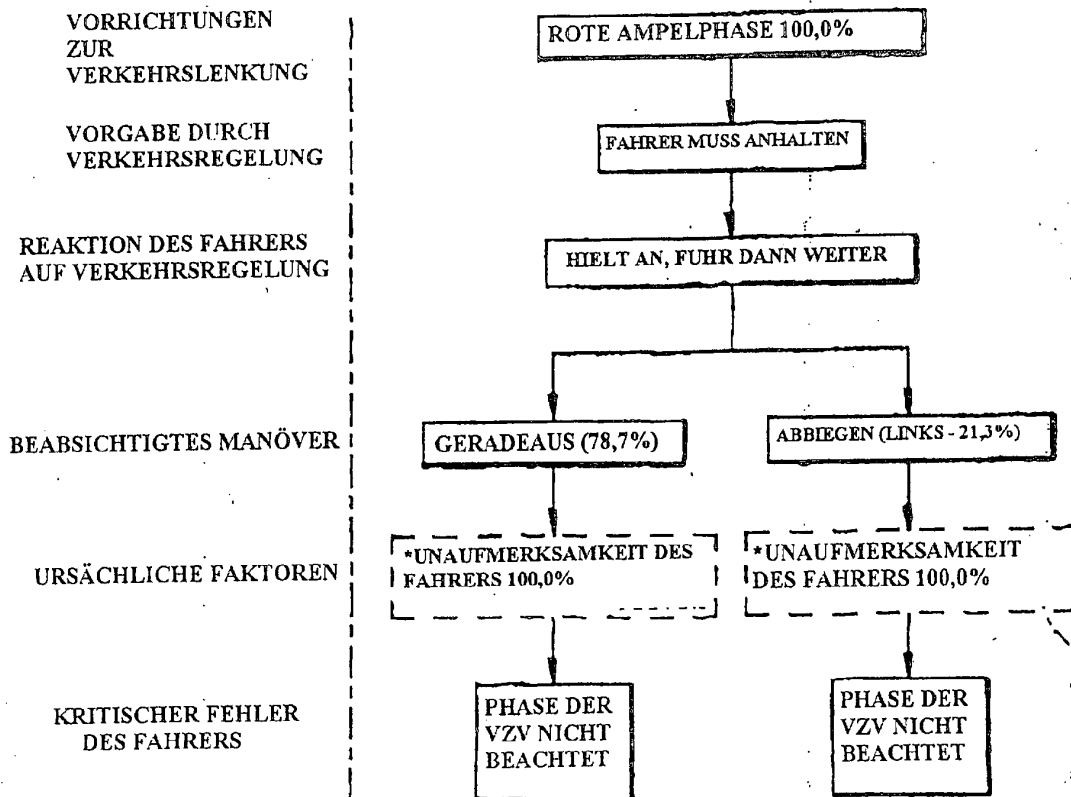 VORRICHTUNGEN
ZUR
VERKEHRSLENKUNG
ROTE AMPELPHASE 100,0%
VORGABE DURCH
VERKEHRSREGELUNG
FAHRER MUSS ANHALTEN
REAKTION DES FAHRERS
AUF VERKEHRSREGELUNG
HIELT AN, FUHR DANN WEITER
BEABSICHTIGTES MANÖVER
GERADEAUS (78,7%)
ABBIEGEN (LINKS - 21,3%)
URSÄCHLICHE FAKTOREN
*UNAUFMERKSAMKEIT DES
FAHRERS 100,0%
*UNAUFMERKSAMKEIT
DES FAHRERS 100,0%
KRITISCHER FEHLER
DES FAHRERS
PHASE DER
VZV NICHT
BEACHTET
PHASE DER
VZV NICHT
BEACHTET